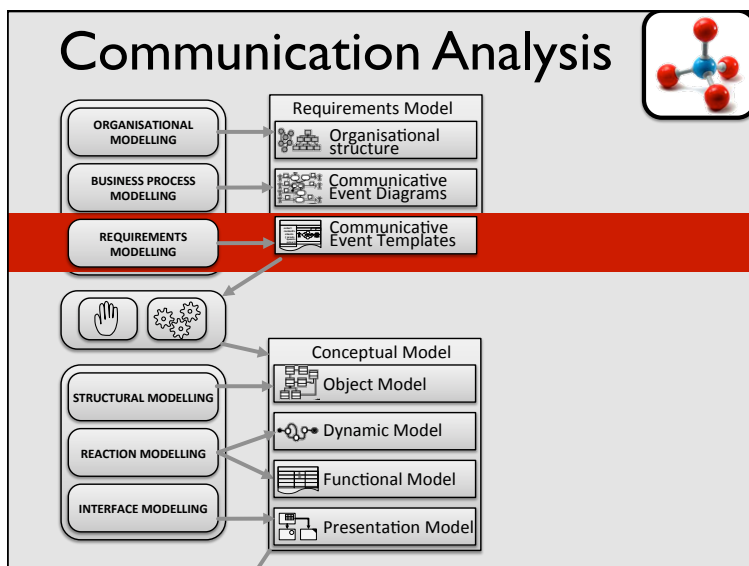 Communication Analysis
ORGANISATIONAL
MODELLING
BUSINESS PROCESS
MODELLING
REQUIREMENTS
MODELLING
Requirements Model
Organisational
structure
Communicative
Event Diagrams
Communicative
Event Templates
STRUCTURAL MODELLING
REACTION MODELLING
INTERFACE MODELLING
Conceptual Model
Object Model
Dynamic Model
Functional Model
Presentation Model